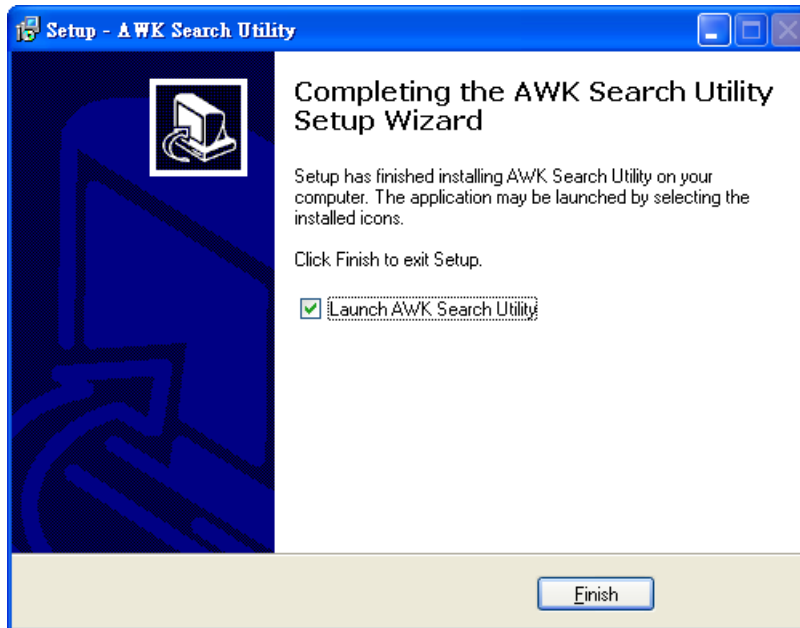 Setup - AWK Search Utility
Completing the AWK Search Utility
Setup Wizard
Setup has finished installing AWK Search Utility on your
computer. The application may be launched by selecting the
installed icons.
Click Finish to exit Setup.
Launch AWK Search Utility
Finish